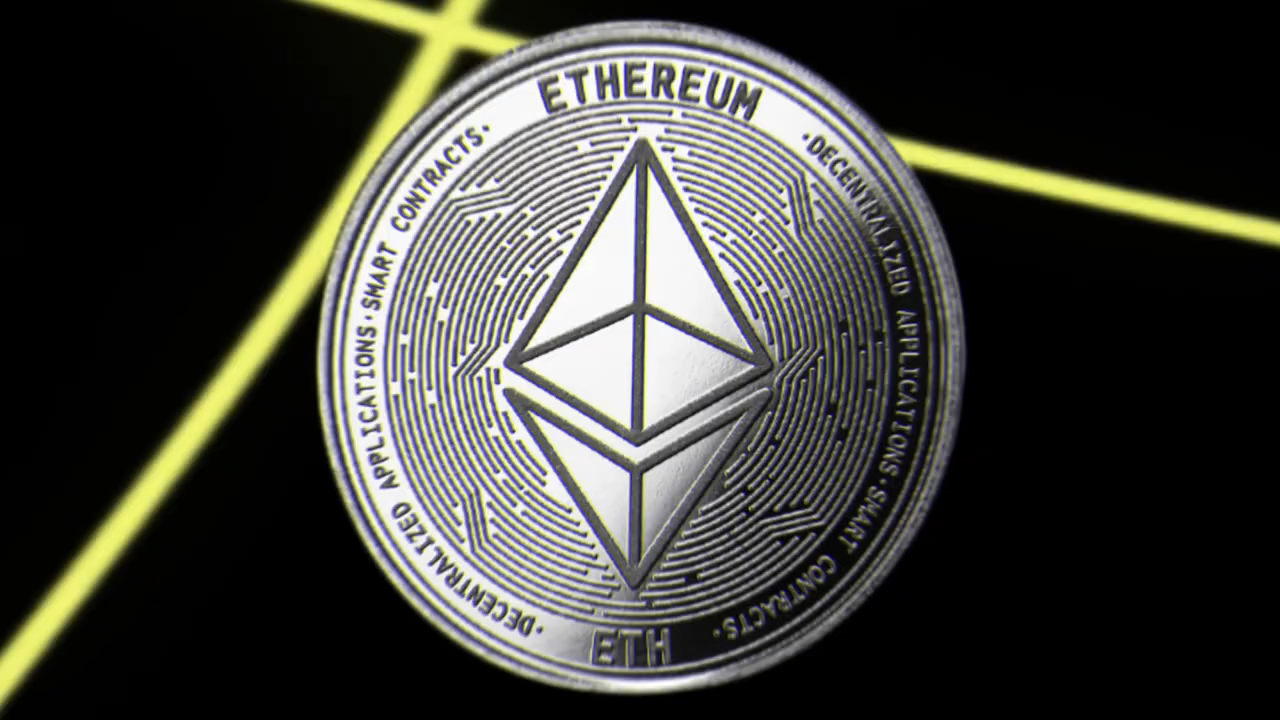 ETHEREUM
·DECENTRALIZED APPLICATIONS·SMART CONTRACTS·
ETH
·DECENTRALIZED APPLICATIONS·SMART CONTRACTS·